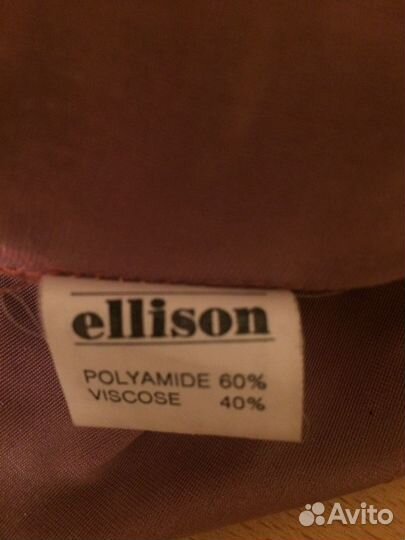 ellison
POLYAMIDE 60%
VISCOSE 40%
Avito